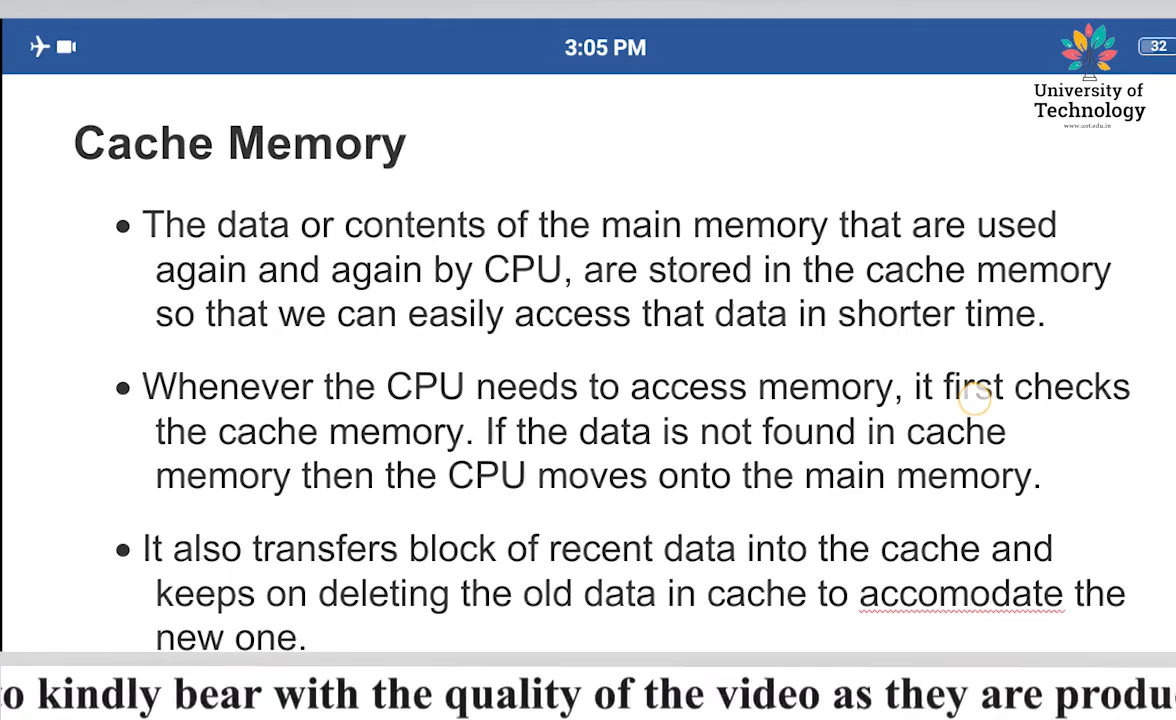 3:05 PM
32
University of
Technology
www.uot.edu.in
Cache Memory
• The data or contents of the main memory that are used
again and again by CPU, are stored in the cache memory
so that we can easily access that data in shorter time.
• Whenever the CPU needs to access memory, it first checks
the cache memory. If the data is not found in cache
memory then the CPU moves onto the main memory.
• It also transfers block of recent data into the cache and
keeps on deleting the old data in cache to accomodate the
new one.
o kindly bear with the quality of the video as they are produ